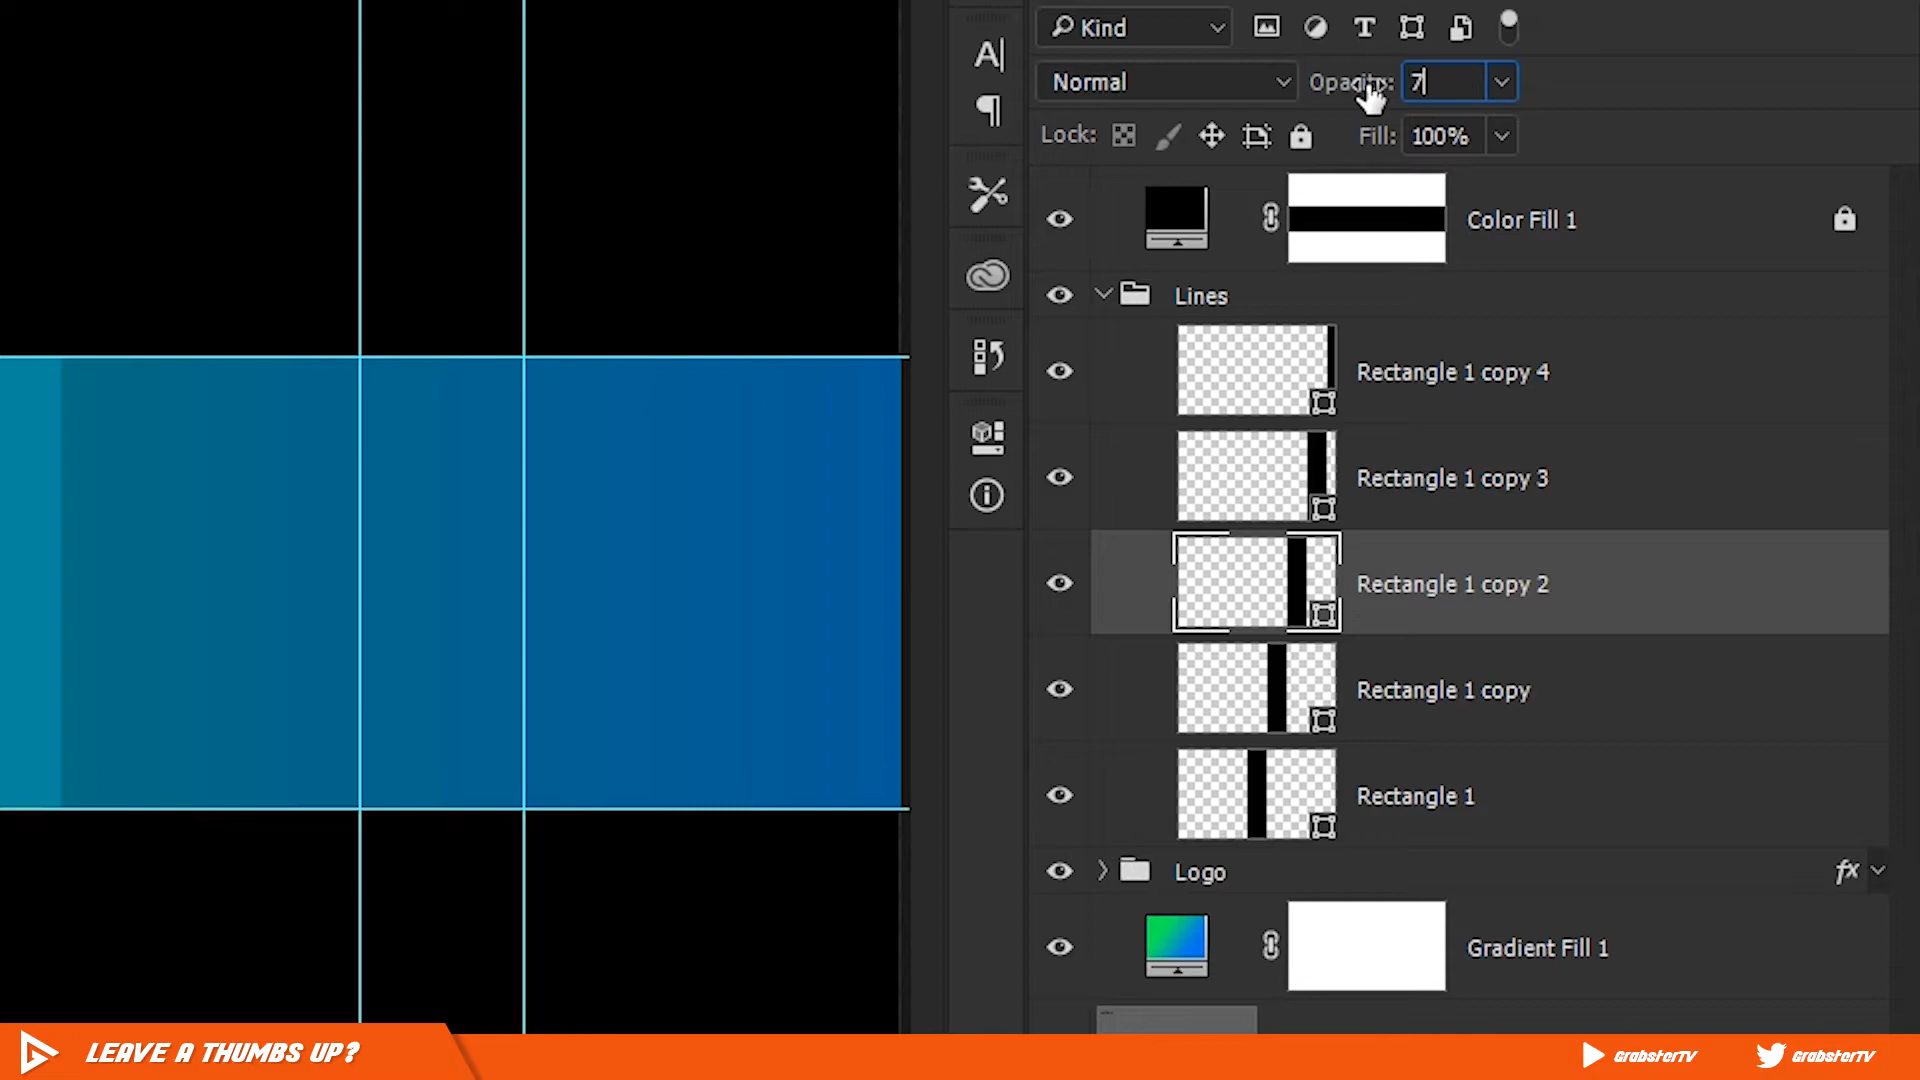 Kind
Normal
Opacity:
7
Lock:
Fill:
100%
Color Fill 1
Lines
Rectangle 1 copy 4
Rectangle 1 copy 3
Rectangle 1 copy 2
Rectangle 1 copy
Rectangle 1
Logo
fx
Gradient Fill 1
LEAVE A THUMBS UP?
GrabsterTV
GrabsterTV